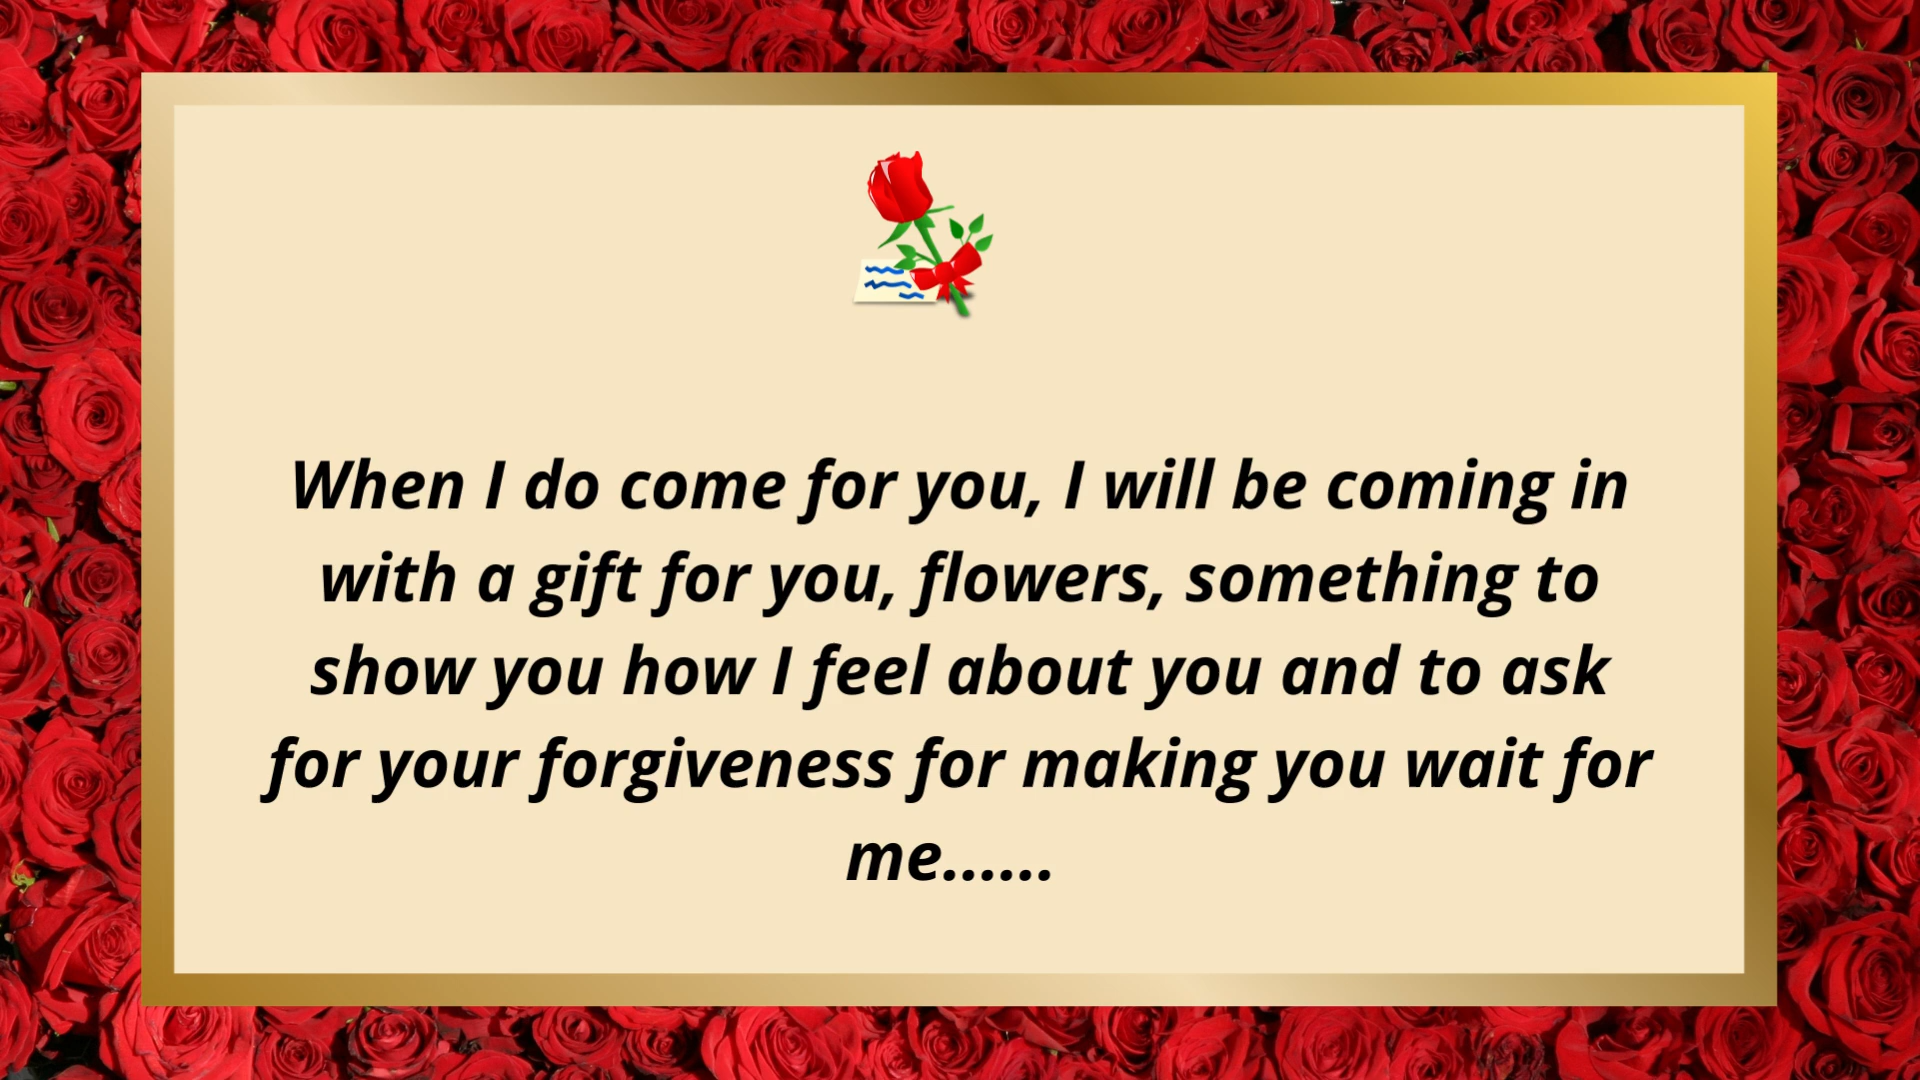 When I do come for you, I will be coming in
with a gift for you, flowers, something to
show you how I feel about you and to ask
for your forgiveness for making you wait for
me......